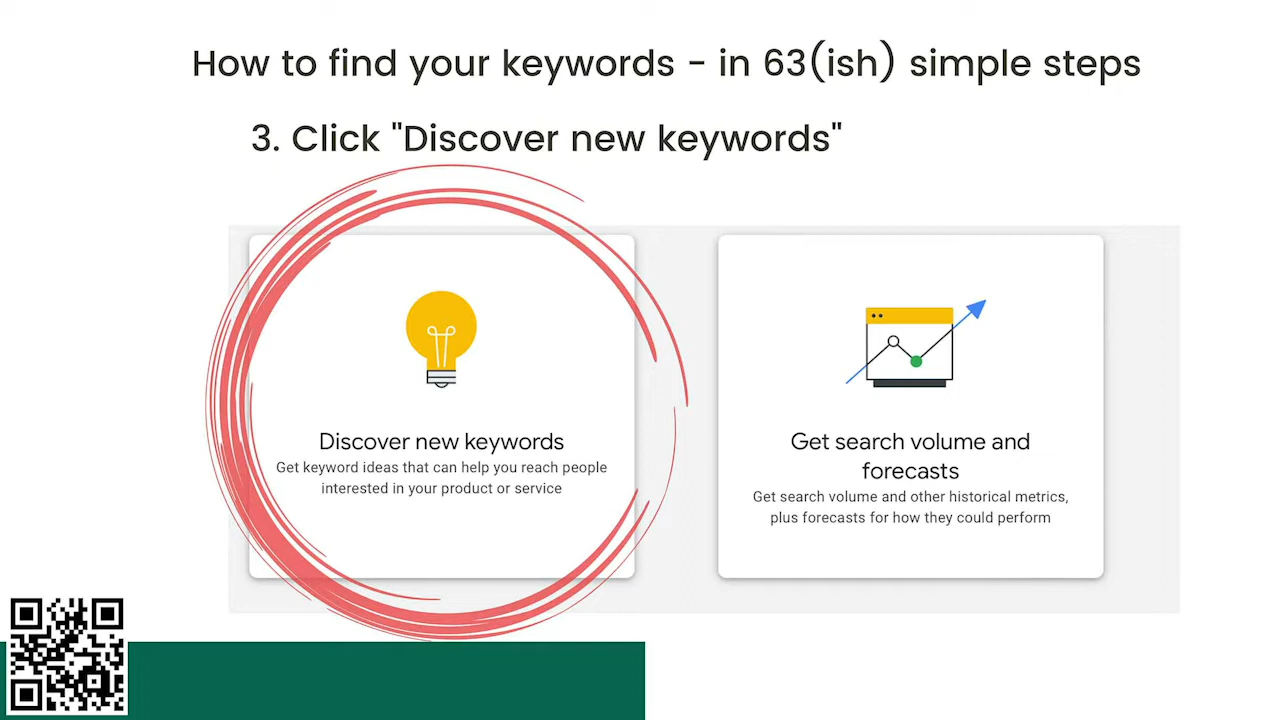 How to find your keywords - in 63(ish) simple steps
3. Click "Discover new keywords"
Discover new keywords
Get keyword ideas that can help you reach people
interested in your product or service
Get search volume and
forecasts
Get search volume and other historical metrics,
plus forecasts for how they could perform